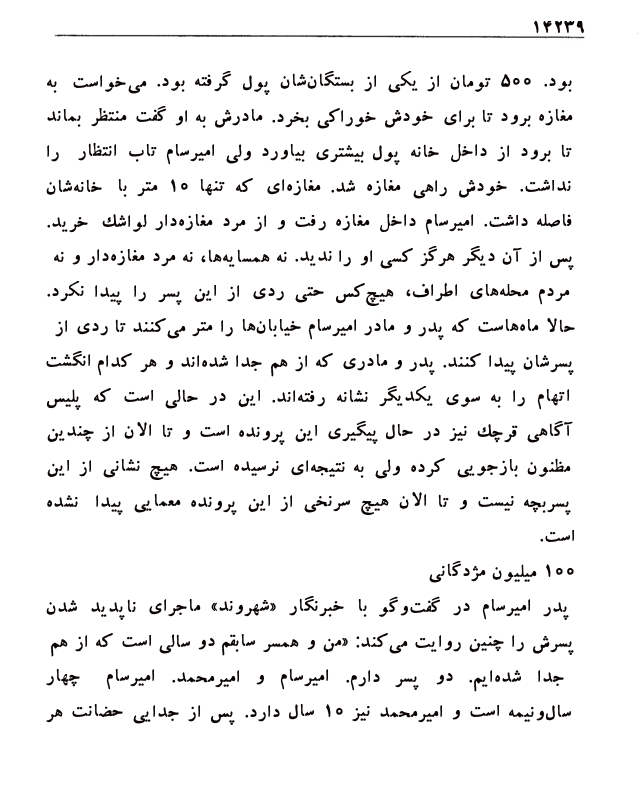 ۱۴۲۳۹
بود. ۵۰۰ تومان از یکی از بستگان‌شان پول گرفته بود. می‌خواست به
مغازه برود تا برای خودش خوراکی بخرد. مادرش به او گفت منتظر بماند
تا برود از داخل خانه پول بیشتری بیاورد ولی امیرسام تاب انتظار را
نداشت. خودش راهی مغازه شد. مغازه‌ای که تنها ۱۰ متر با خانه‌شان
فاصله داشت. امیرسام داخل مغازه رفت و از مرد مغازه‌دار لواشك خرید.
پس از آن دیگر هرگز کسی او را ندید. نه همسایه‌ها، نه مرد مغازه‌دار و نه
مردم محله‌های اطراف، هیچ‌کس حتی ردی از این پسر را پیدا نکرد.
حالا ماه‌هاست که پدر و مادر امیرسام خیابان‌ها را متر می‌کنند تا ردی از
پسرشان پیدا کنند. پدر و مادری که از هم جدا شده‌اند و هر کدام انگشت
اتهام را به سوی یکدیگر نشانه رفته‌اند. این در حالی است که پلیس
آگاهی قرچك نیز در حال پیگیری این پرونده است و تا الان از چندین
مظنون بازجویی کرده ولی به نتیجه‌ای نرسیده است. هیچ نشانی از این
پسربچه نیست و تا الان هیچ سرنخی از این پرونده معمایی پیدا نشده
است.
۱۰۰ میلیون مژدگانی
پدر امیرسام در گفت‌وگو با خبرنگار «شهروند» ماجرای ناپدید شدن
پسرش را چنین روایت می‌کند: «من و همسر سابقم دو سالی است که از هم
جدا شده‌ایم. دو پسر دارم. امیرسام و امیرمحمد. امیرسام چهار
سال‌ونیمه است و امیرمحمد نیز ۱۰ سال دارد. پس از جدایی حضانت هر